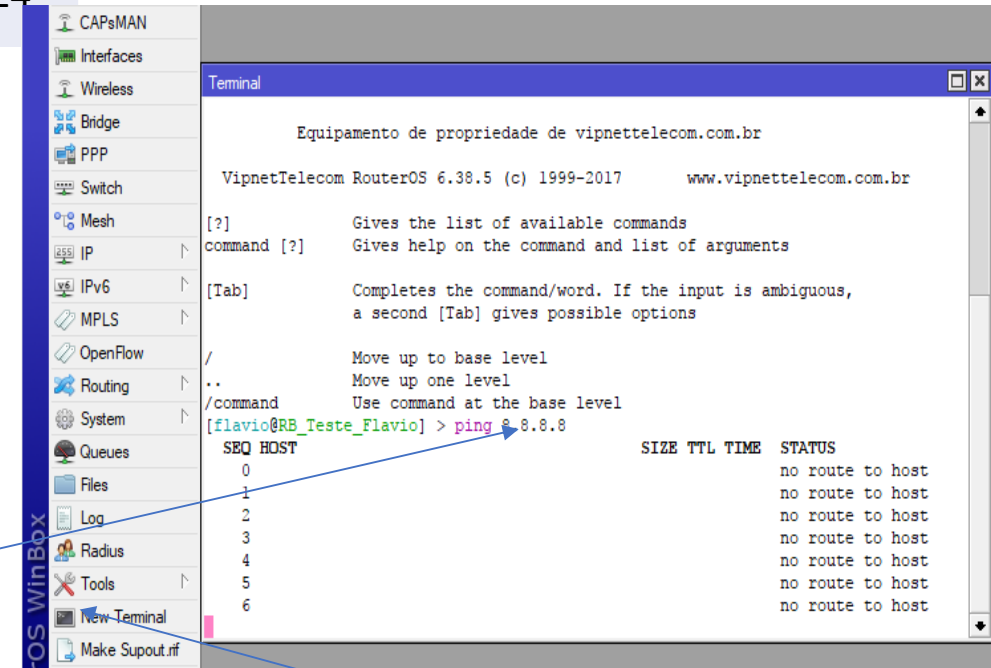 CAPsMAN
Interfaces
Wireless
Bridge
PPP
Switch
Mesh
IP
IPv6
MPLS
OpenFlow
Routing
System
Queues
Files
Log
Radius
Tools
New Terminal
Make Supout.rif
OS WinBox
Terminal
Equipamento de propriedade de vipnettelecom.com.br
VipnetTelecom RouterOS 6.38.5 (c) 1999-2017 www.vipnettelecom.com.br
[?] Gives the list of available commands
command [?] Gives help on the command and list of arguments
[Tab] Completes the command/word. If the input is ambiguous,
a second [Tab] gives possible options
/ Move up to base level
.. Move up one level
/command Use command at the base level
[flavio@RB_Teste_Flavio] > ping 8.8.8.8
SEQ HOST SIZE TTL TIME STATUS
0 no route to host
1 no route to host
2 no route to host
3 no route to host
4 no route to host
5 no route to host
6 no route to host